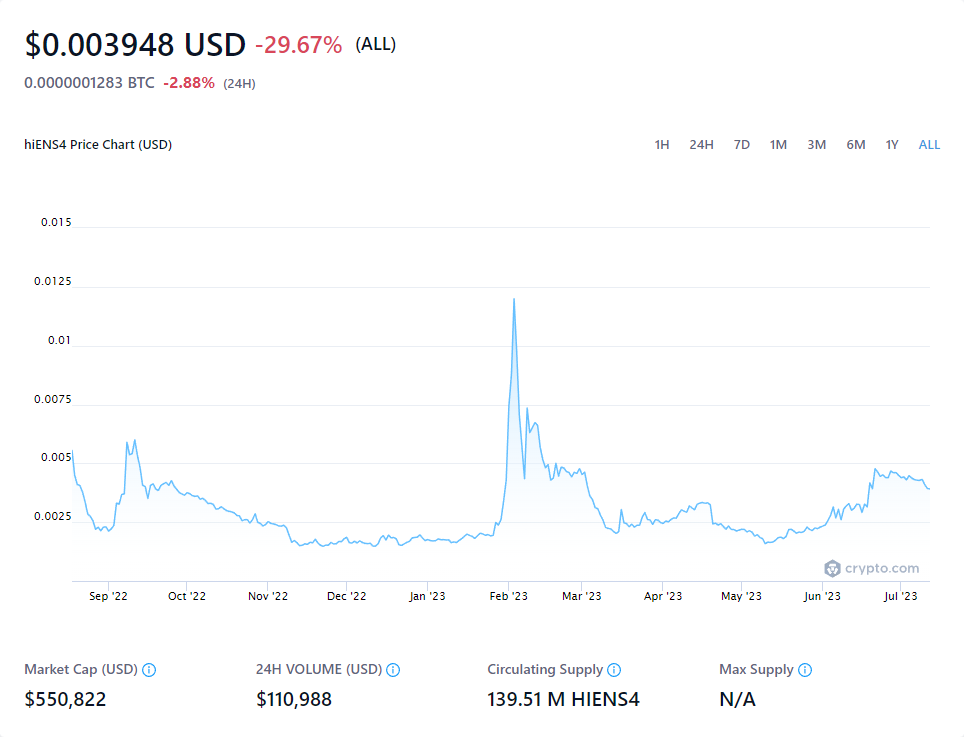 $0.003948 USD -29.67% (ALL)
0.0000001283 BTC -2.88% (24H)
hiENS4 Price Chart (USD) 1H 24H 7D 1M 3M 6M 1Y ALL
0.015
0.0125
0.01
0.0075
0.005
0.0025
crypto.com
Sep '22 Oct '22 Nov '22 Dec '22 Jan '23 Feb '23 Mar '23 Apr '23 May '23 Jun '23 Jul '23
Market Cap (USD) 24H VOLUME (USD) Circulating Supply Max Supply
$550,822 $110,988 139.51 M HIENS4 N/A